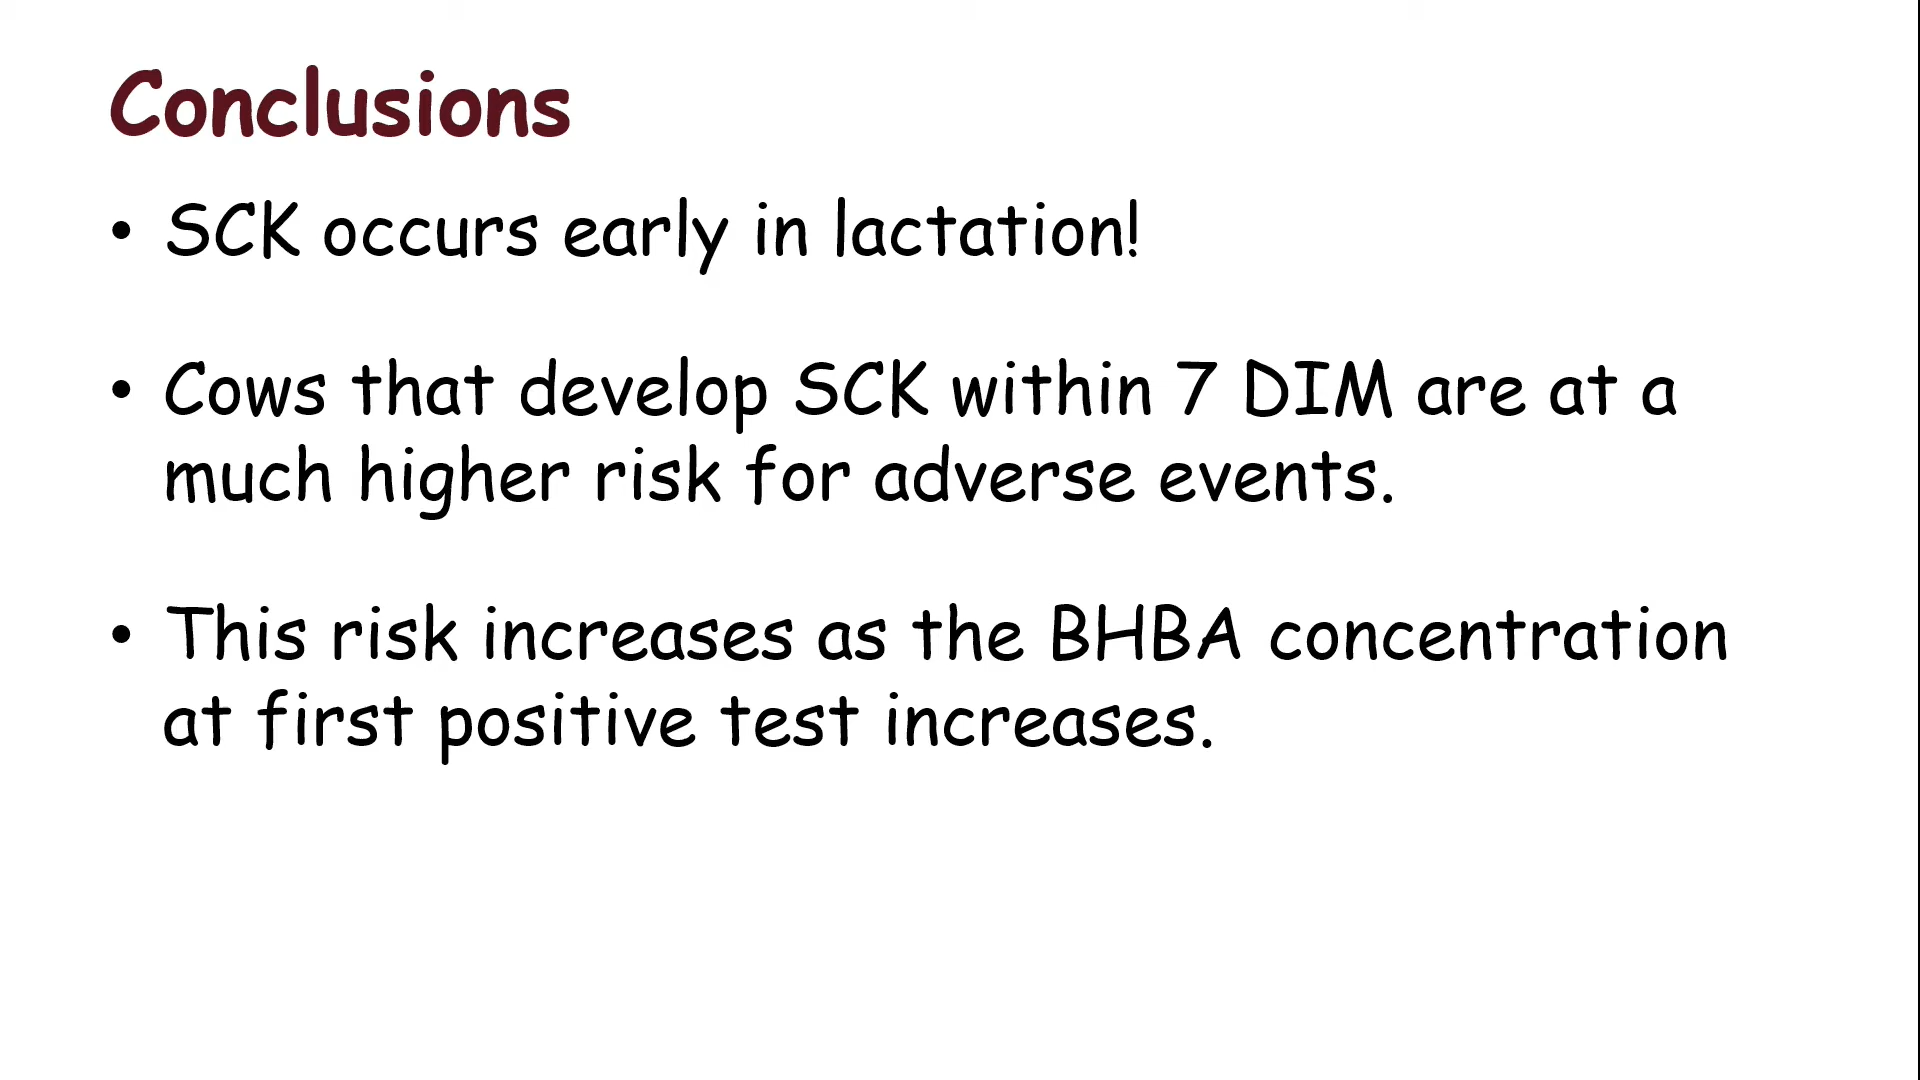 Conclusions
• SCK occurs early in lactation!
• Cows that develop SCK within 7 DIM are at a
much higher risk for adverse events.
• This risk increases as the BHBA concentration
at first positive test increases.